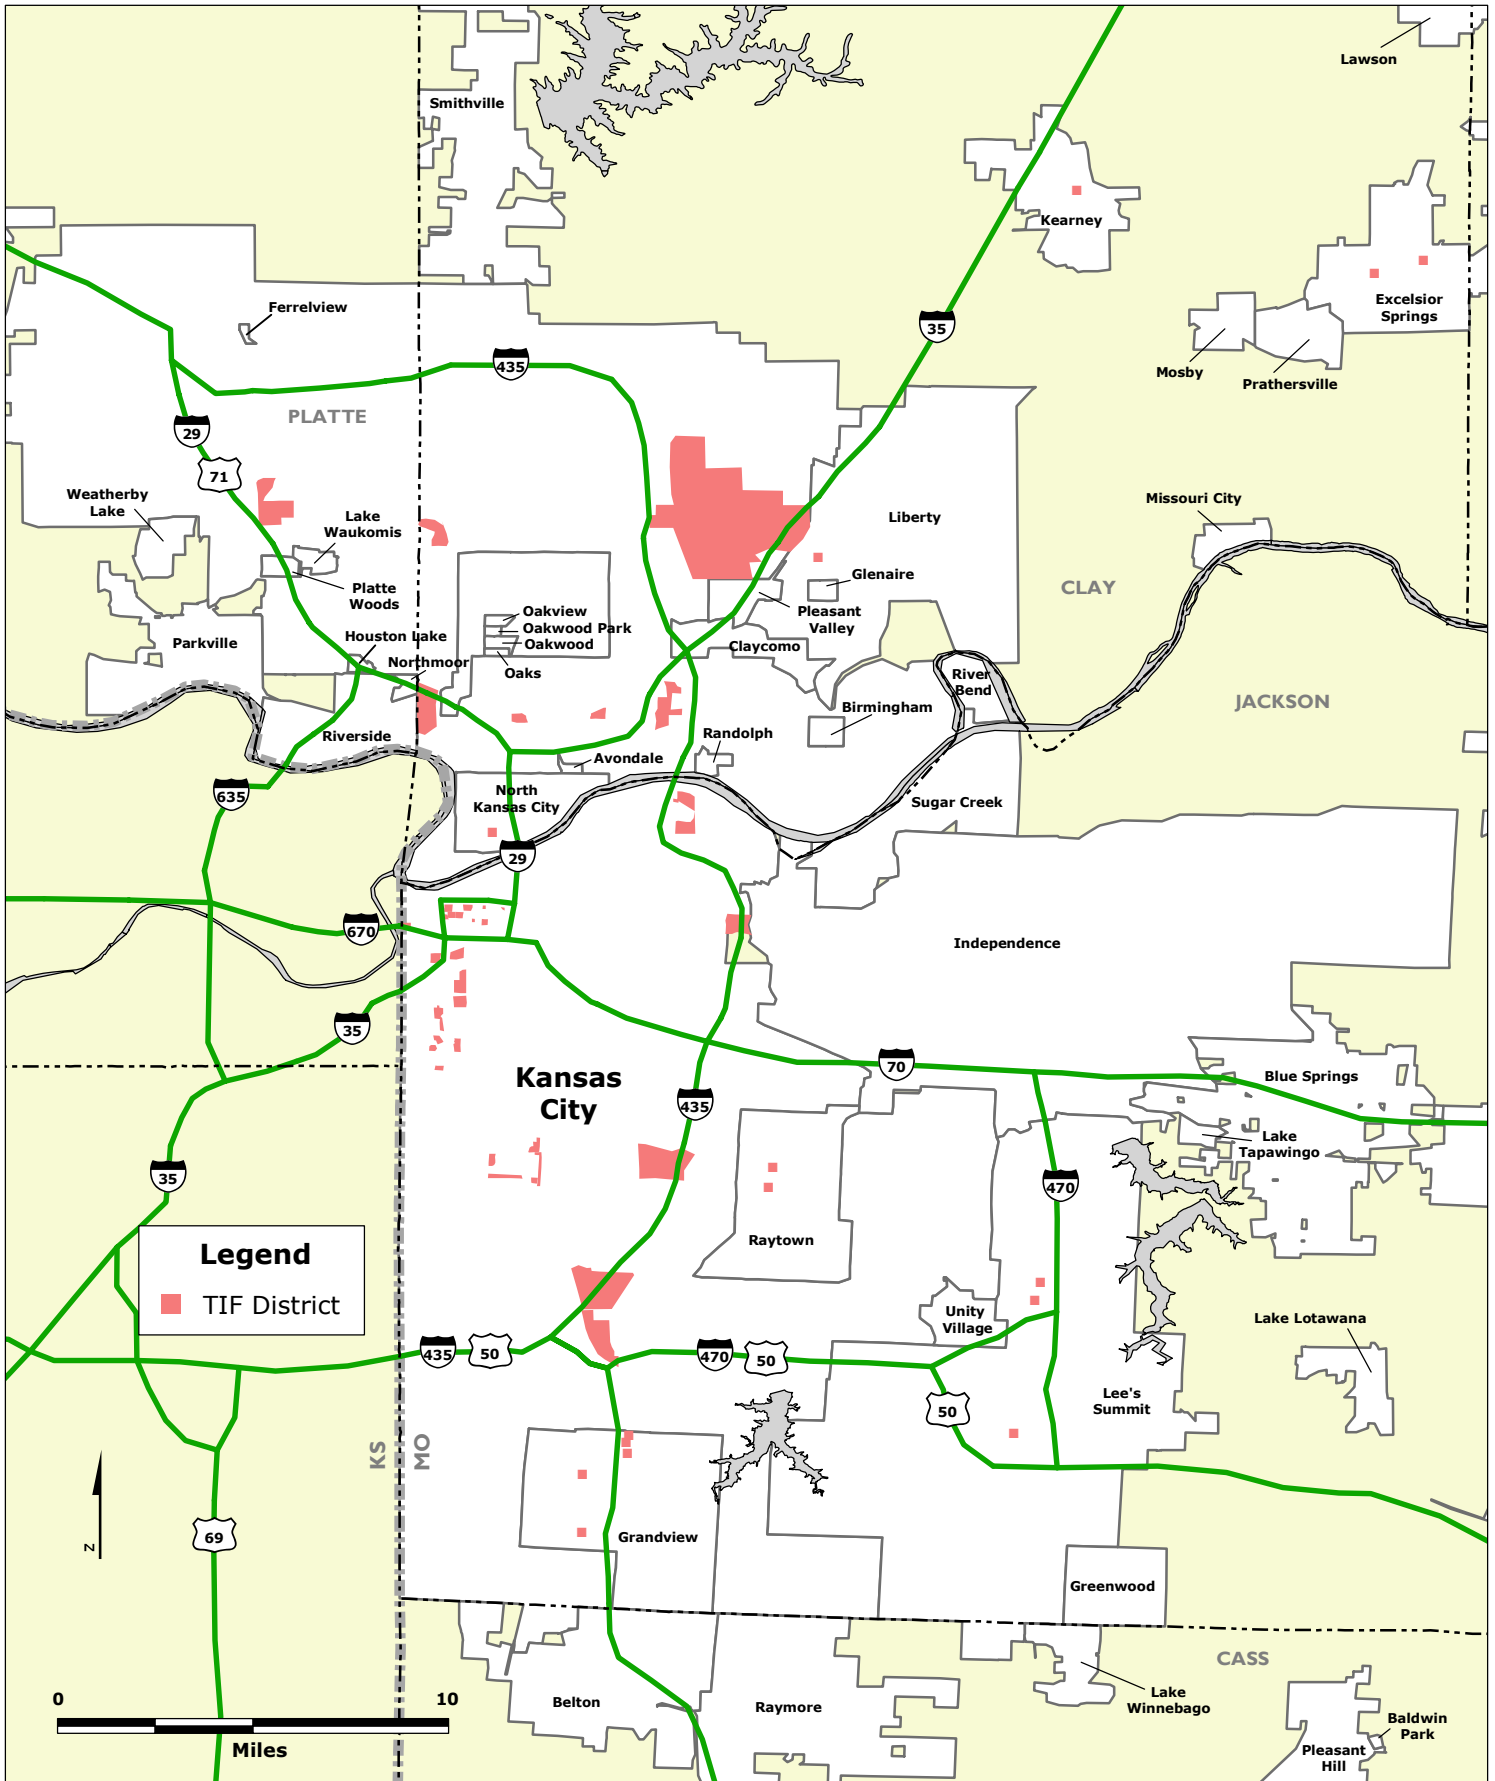 Lawson
Smithville
Kearney
Excelsior
Springs
Ferrelview
35
Mosby
Prathersville
435
PLATTE
29
71
Weatherby
Lake
Lake
Waukomis
Missouri City
Liberty
Glenaire
CLAY
Platte
Woods
Pleasant
Valley
Oakview
Oakwood Park
Oakwood
Oaks
Parkville
Houston Lake
Northmoor
Claycomo
River
Bend
JACKSON
Birmingham
Riverside
Randolph
Avondale
635
North
Kansas City
Sugar Creek
29
670
Independence
35
70
Kansas
City
435
Blue Springs
Lake
Tapawingo
35
470
Raytown
Legend
TIF District
Unity
Village
Lake Lotawana
435
50
470
50
50
Lee's
Summit
KS
MO
69
Grandview
N
Greenwood
CASS
0
10
Miles
Belton
Raymore
Lake
Winnebago
Baldwin
Park
Pleasant
Hill